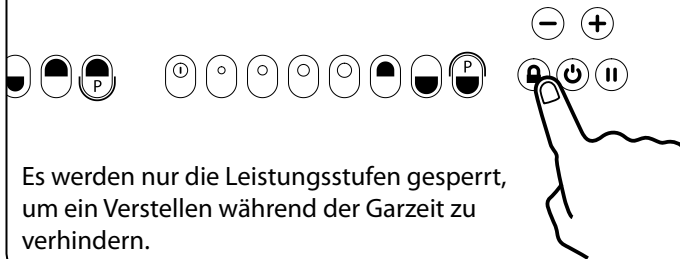 P P
Es werden nur die Leistungsstufen gesperrt,
um ein Verstellen während der Garzeit zu
verhindern.